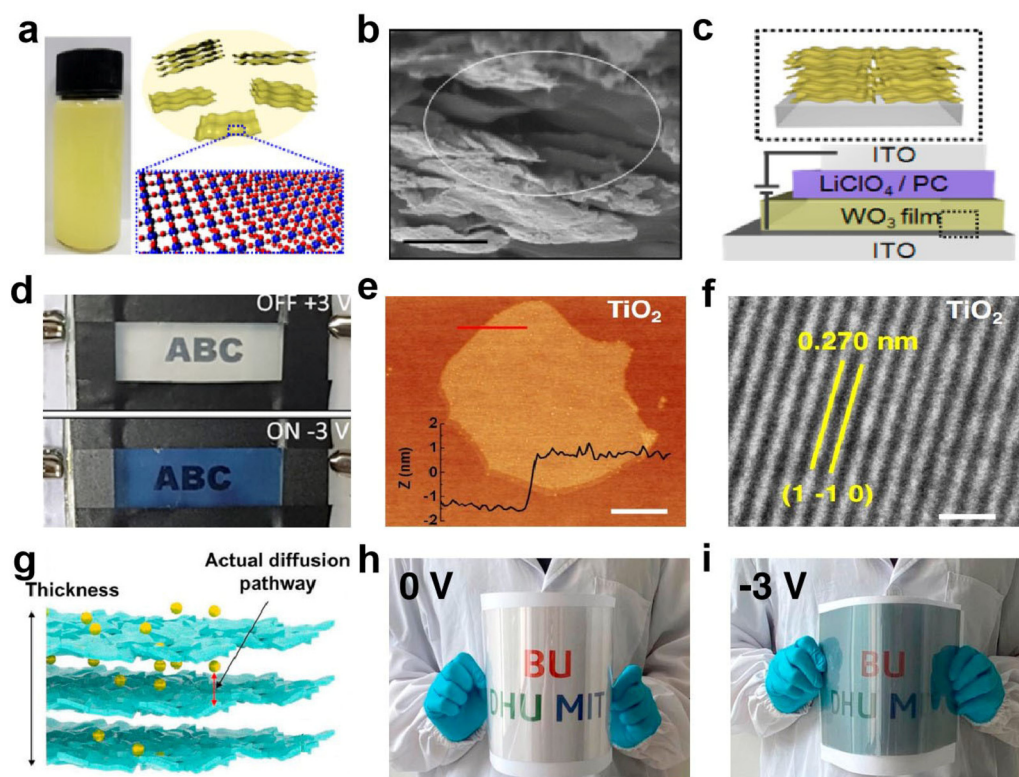 a
b
c
ITO
LiClO₄ / PC
WO₃ film
ITO
d
OFF +3 V
ABC
ON -3 V
ABC
e
TiO₂
Z (nm)
2
1
0
-1
-2
f
TiO₂
0.270 nm
(1 -1 0)
g
Thickness
Actual diffusion
pathway
h
0 V
BU
DHU MIT
i
-3 V
BU
DHU M